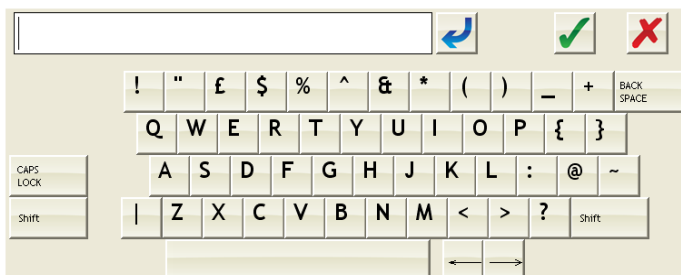 ! " £ $ % ^ & * ( ) _ + BACK SPACE
Q W E R T Y U I O P { }
CAPS LOCK A S D F G H J K L : @ ~
Shift | Z X C V B N M < > ? Shift